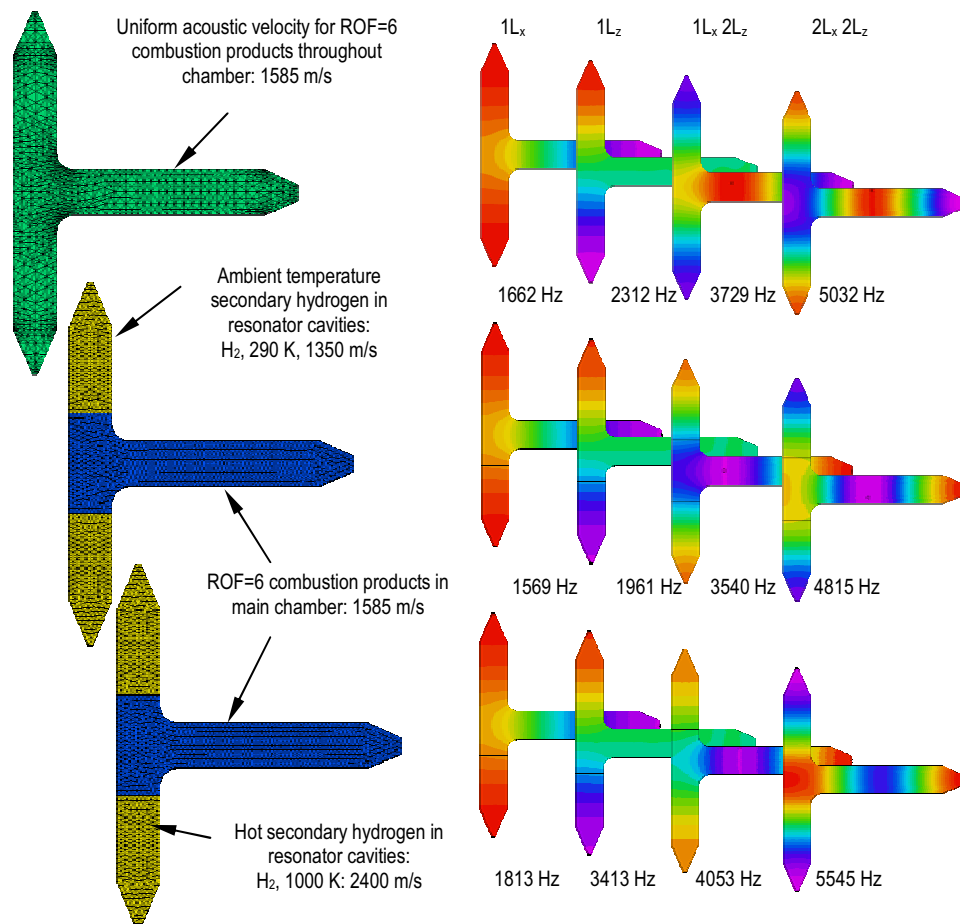 Uniform acoustic velocity for ROF=6
combustion products throughout
chamber: 1585 m/s
1Lₓ 1L_z 1Lₓ 2L_z 2Lₓ 2L_z
1662 Hz 2312 Hz 3729 Hz 5032 Hz
Ambient temperature
secondary hydrogen in
resonator cavities:
H₂, 290 K, 1350 m/s
1569 Hz 1961 Hz 3540 Hz 4815 Hz
ROF=6 combustion products in
main chamber: 1585 m/s
Hot secondary hydrogen in
resonator cavities:
H₂, 1000 K: 2400 m/s
1813 Hz 3413 Hz 4053 Hz 5545 Hz